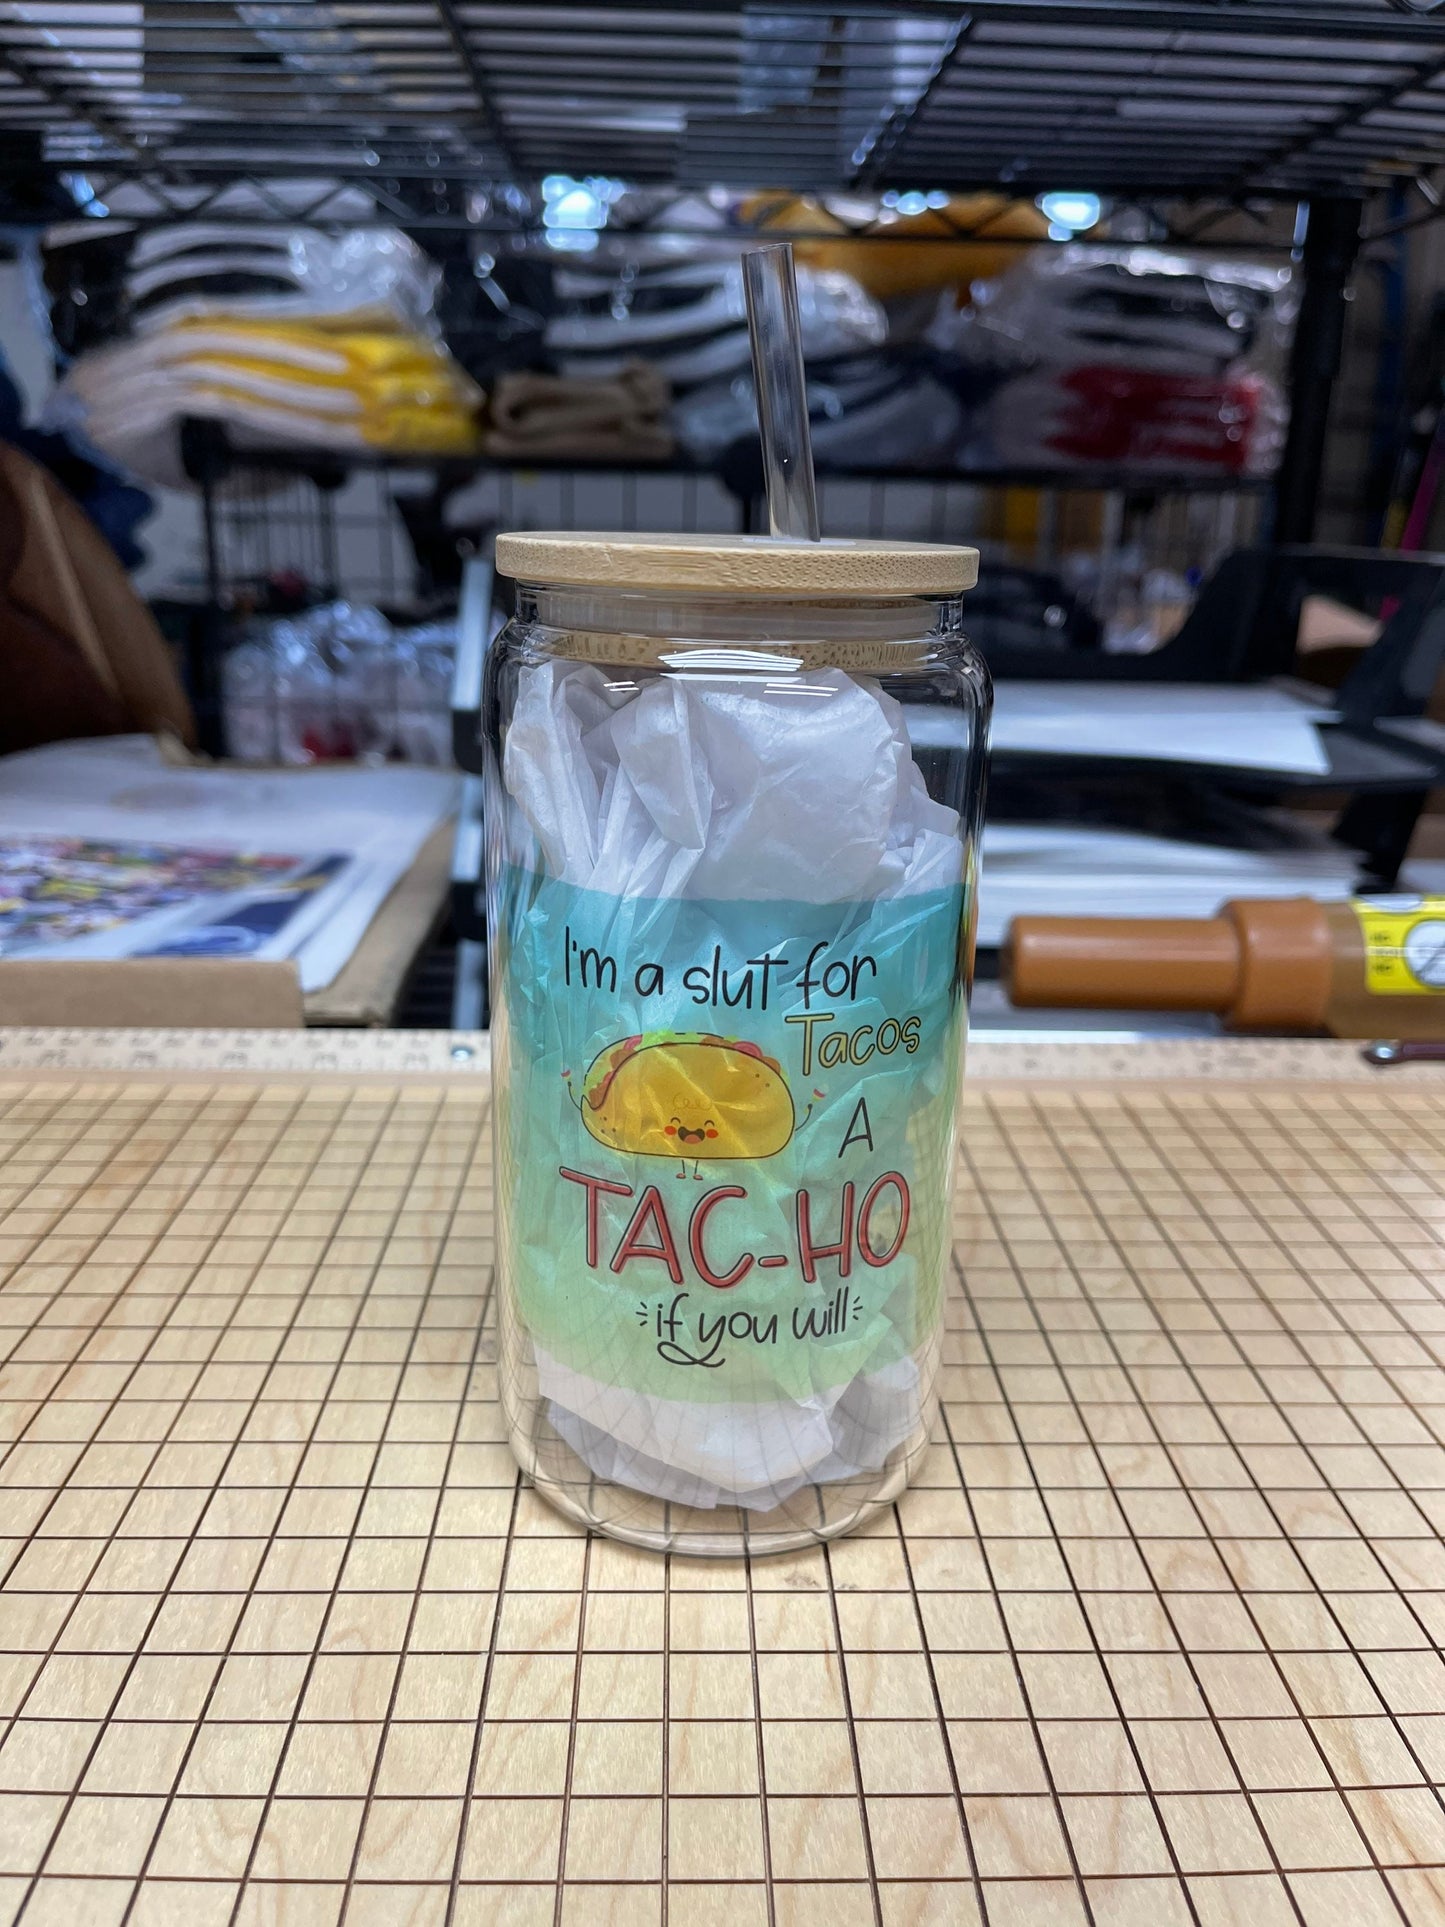 I'm a slut for
Tacos
A
TAC-HO
if you will